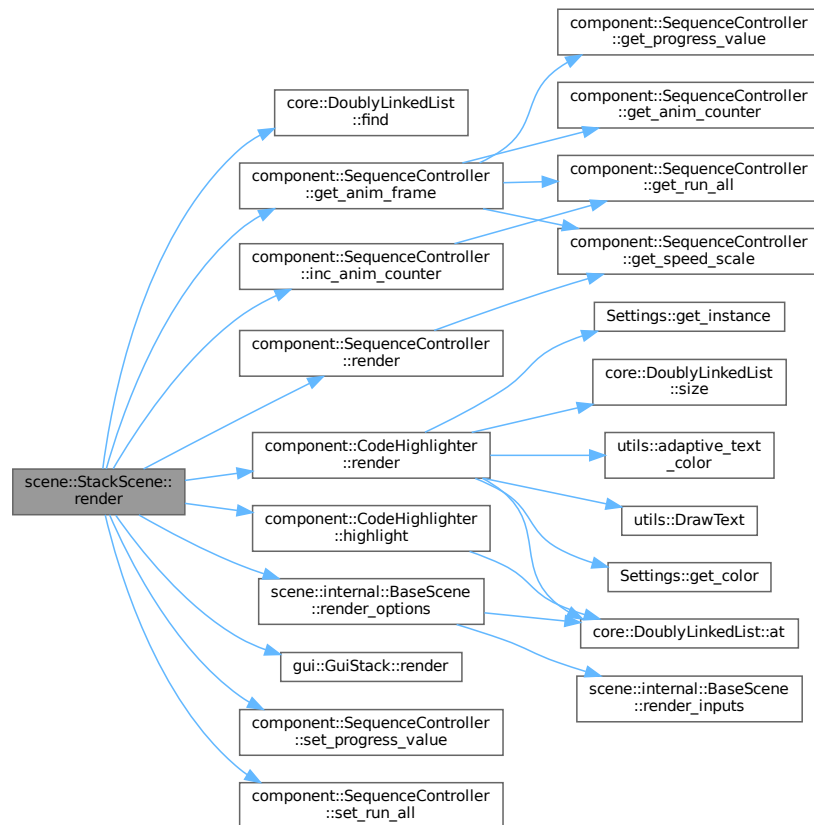 scene::StackScene::
render
core::DoublyLinkedList
::find
component::SequenceController
::get_anim_frame
component::SequenceController
::inc_anim_counter
component::SequenceController
::render
component::CodeHighlighter
::render
component::CodeHighlighter
::highlight
scene::internal::BaseScene
::render_options
gui::GuiStack::render
component::SequenceController
::set_progress_value
component::SequenceController
::set_run_all
component::SequenceController
::get_progress_value
component::SequenceController
::get_anim_counter
component::SequenceController
::get_run_all
component::SequenceController
::get_speed_scale
Settings::get_instance
core::DoublyLinkedList
::size
utils::adaptive_text
_color
utils::DrawText
Settings::get_color
core::DoublyLinkedList::at
scene::internal::BaseScene
::render_inputs